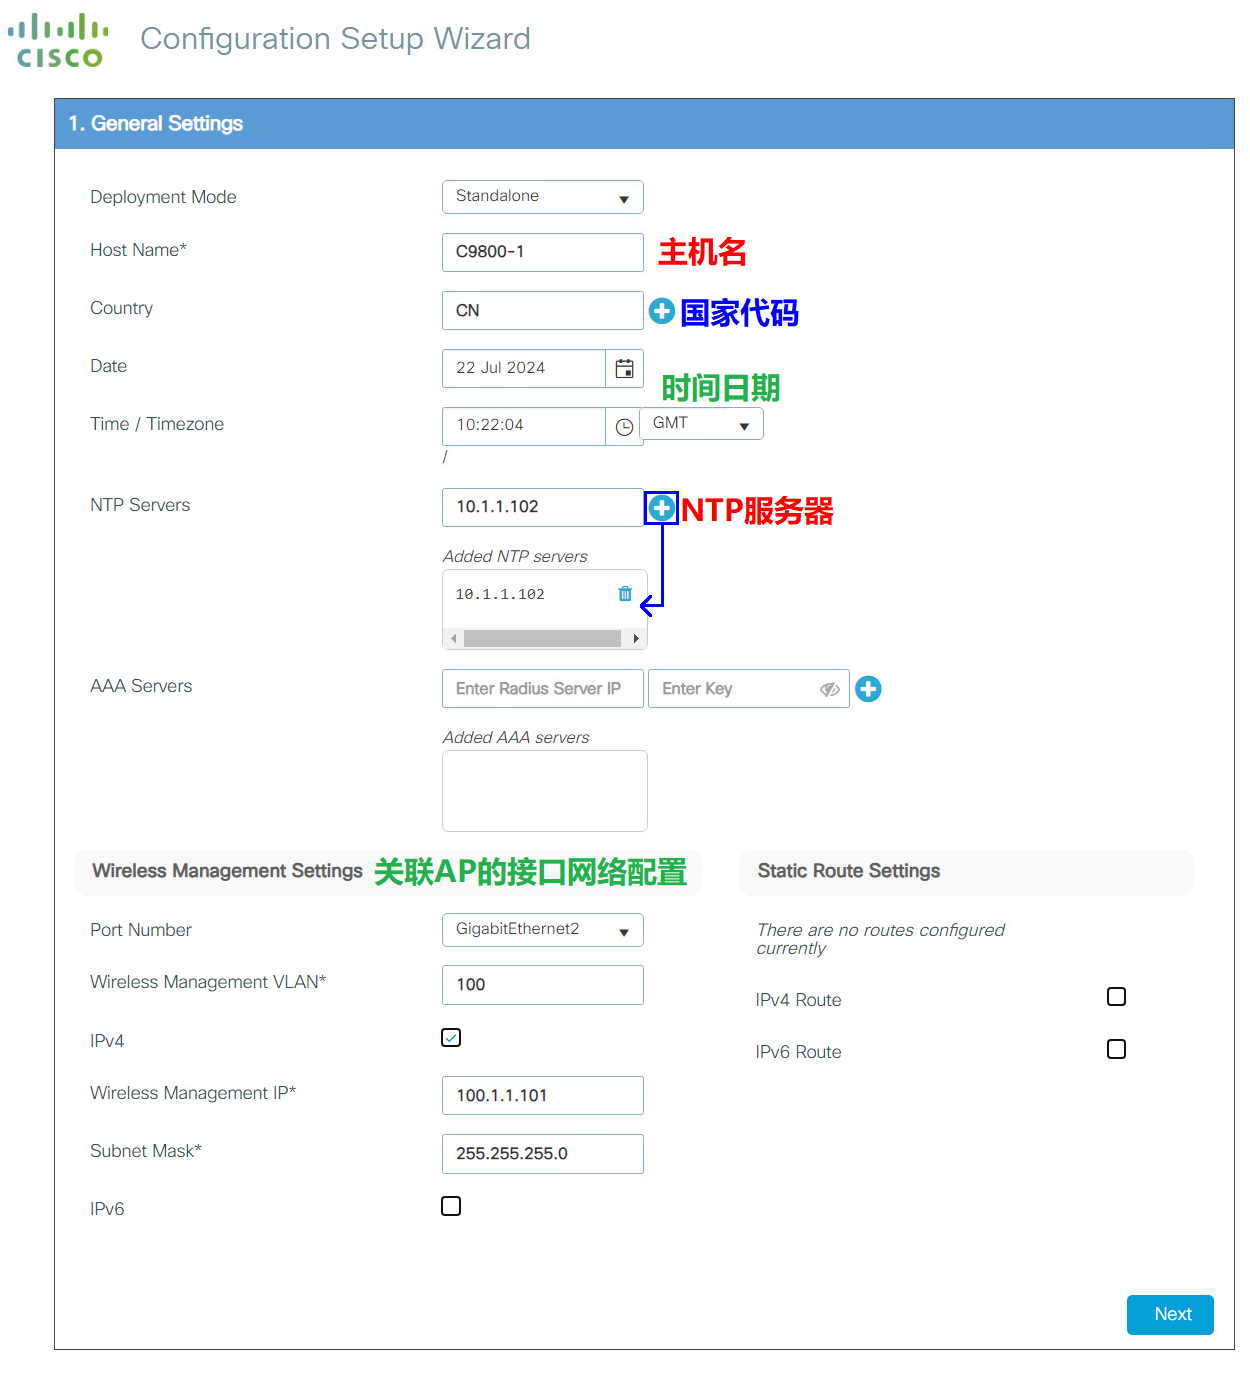 CISCO
Configuration Setup Wizard
1. General Settings
Deployment Mode Standalone
Host Name* C9800-1 主机名
Country CN 国家代码
Date 22 Jul 2024
时间日期
Time / Timezone 10:22:04 GMT
/
NTP Servers 10.1.1.102 NTP服务器
Added NTP servers
10.1.1.102
AAA Servers Enter Radius Server IP Enter Key
Added AAA servers
Wireless Management Settings 关联AP的接口网络配置
Port Number GigabitEthernet2
Wireless Management VLAN* 100
IPv4
Wireless Management IP* 100.1.1.101
Subnet Mask* 255.255.255.0
IPv6
Static Route Settings
There are no routes configured
currently
IPv4 Route
IPv6 Route
Next